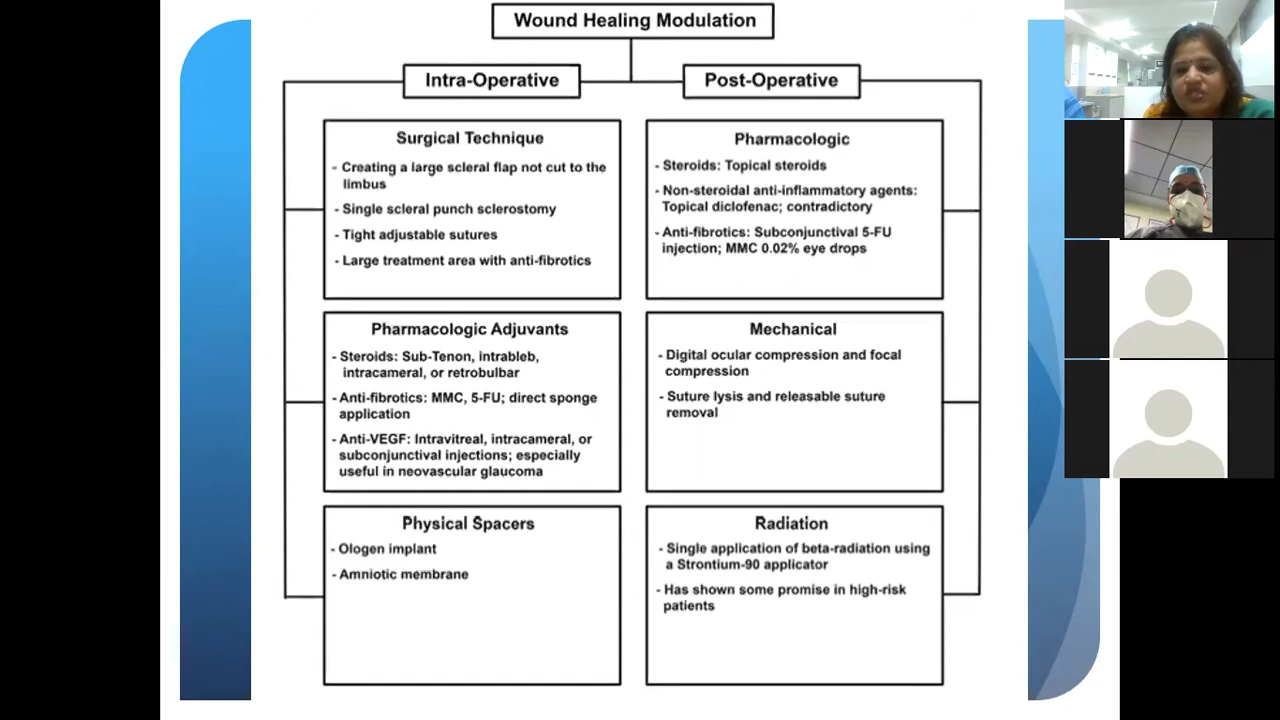 Wound Healing Modulation
Intra-Operative
Post-Operative
Surgical Technique
- Creating a large scleral flap not cut to the
limbus
- Single scleral punch sclerostomy
- Tight adjustable sutures
- Large treatment area with anti-fibrotics
Pharmacologic
- Steroids: Topical steroids
- Non-steroidal anti-inflammatory agents:
Topical diclofenac; contradictory
- Anti-fibrotics: Subconjunctival 5-FU
injection; MMC 0.02% eye drops
Pharmacologic Adjuvants
- Steroids: Sub-Tenon, intrableb,
intracameral, or retrobulbar
- Anti-fibrotics: MMC, 5-FU; direct sponge
application
- Anti-VEGF: Intravitreal, intracameral, or
subconjunctival injections; especially
useful in neovascular glaucoma
Mechanical
- Digital ocular compression and focal
compression
- Suture lysis and releasable suture
removal
Physical Spacers
- Ologen implant
- Amniotic membrane
Radiation
- Single application of beta-radiation using
a Strontium-90 applicator
- Has shown some promise in high-risk
patients